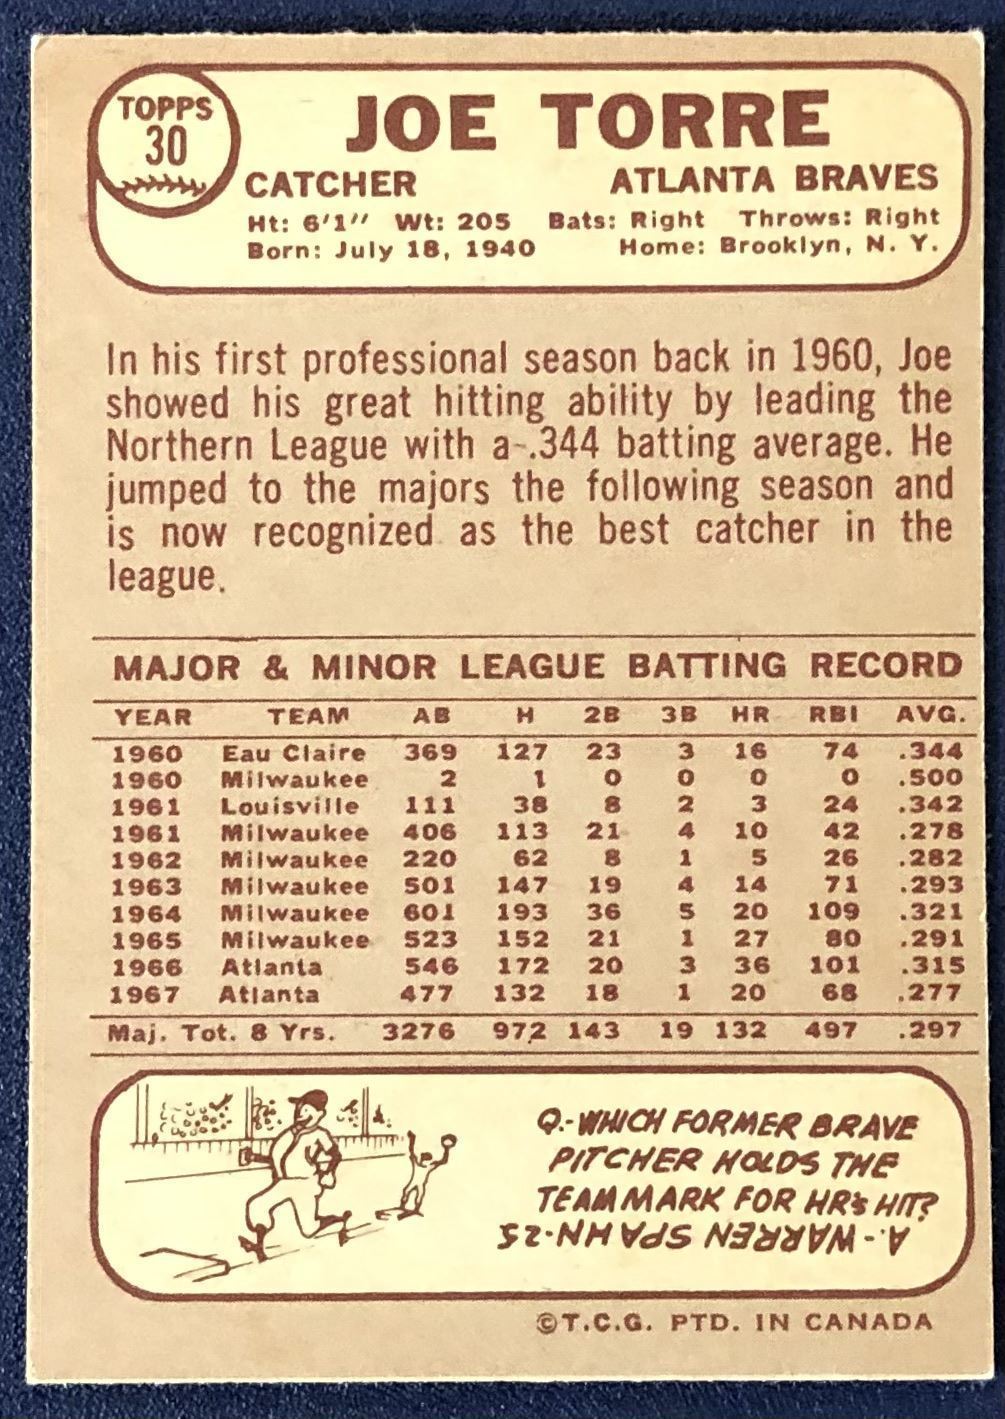 TOPPS
30
JOE TORRE
CATCHER ATLANTA BRAVES
Ht: 6'1" Wt: 205 Bats: Right Throws: Right
Born: July 18, 1940 Home: Brooklyn, N. Y.
In his first professional season back in 1960, Joe
showed his great hitting ability by leading the
Northern League with a .344 batting average. He
jumped to the majors the following season and
is now recognized as the best catcher in the
league.
MAJOR & MINOR LEAGUE BATTING RECORD
YEAR TEAM AB H 2B 3B HR RBI AVG.
1960 Eau Claire 369 127 23 3 16 74 .344
1960 Milwaukee 2 1 0 0 0 0 .500
1961 Louisville 111 38 8 2 3 24 .342
1961 Milwaukee 406 113 21 4 10 42 .278
1962 Milwaukee 220 62 8 1 5 26 .282
1963 Milwaukee 501 147 19 4 14 71 .293
1964 Milwaukee 601 193 36 5 20 109 .321
1965 Milwaukee 523 152 21 1 27 80 .291
1966 Atlanta 546 172 20 3 36 101 .315
1967 Atlanta 477 132 18 1 20 68 .277
Maj. Tot. 8 Yrs. 3276 972 143 19 132 497 .297
Q.-WHICH FORMER BRAVE
PITCHER HOLDS THE
TEAM MARK FOR HR's HIT?
A.-WARREN SPAHN-25
©T.C.G. PTD. IN CANADA